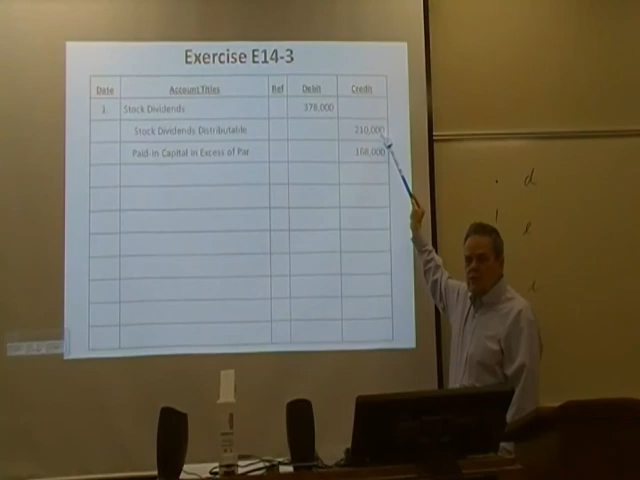 Exercise E14-3
Date Account Titles Ref Debit Credit
1. Stock Dividends 378,000
Stock Dividends Distributable 210,000
Paid-in Capital in Excess of Par 168,000
d
l